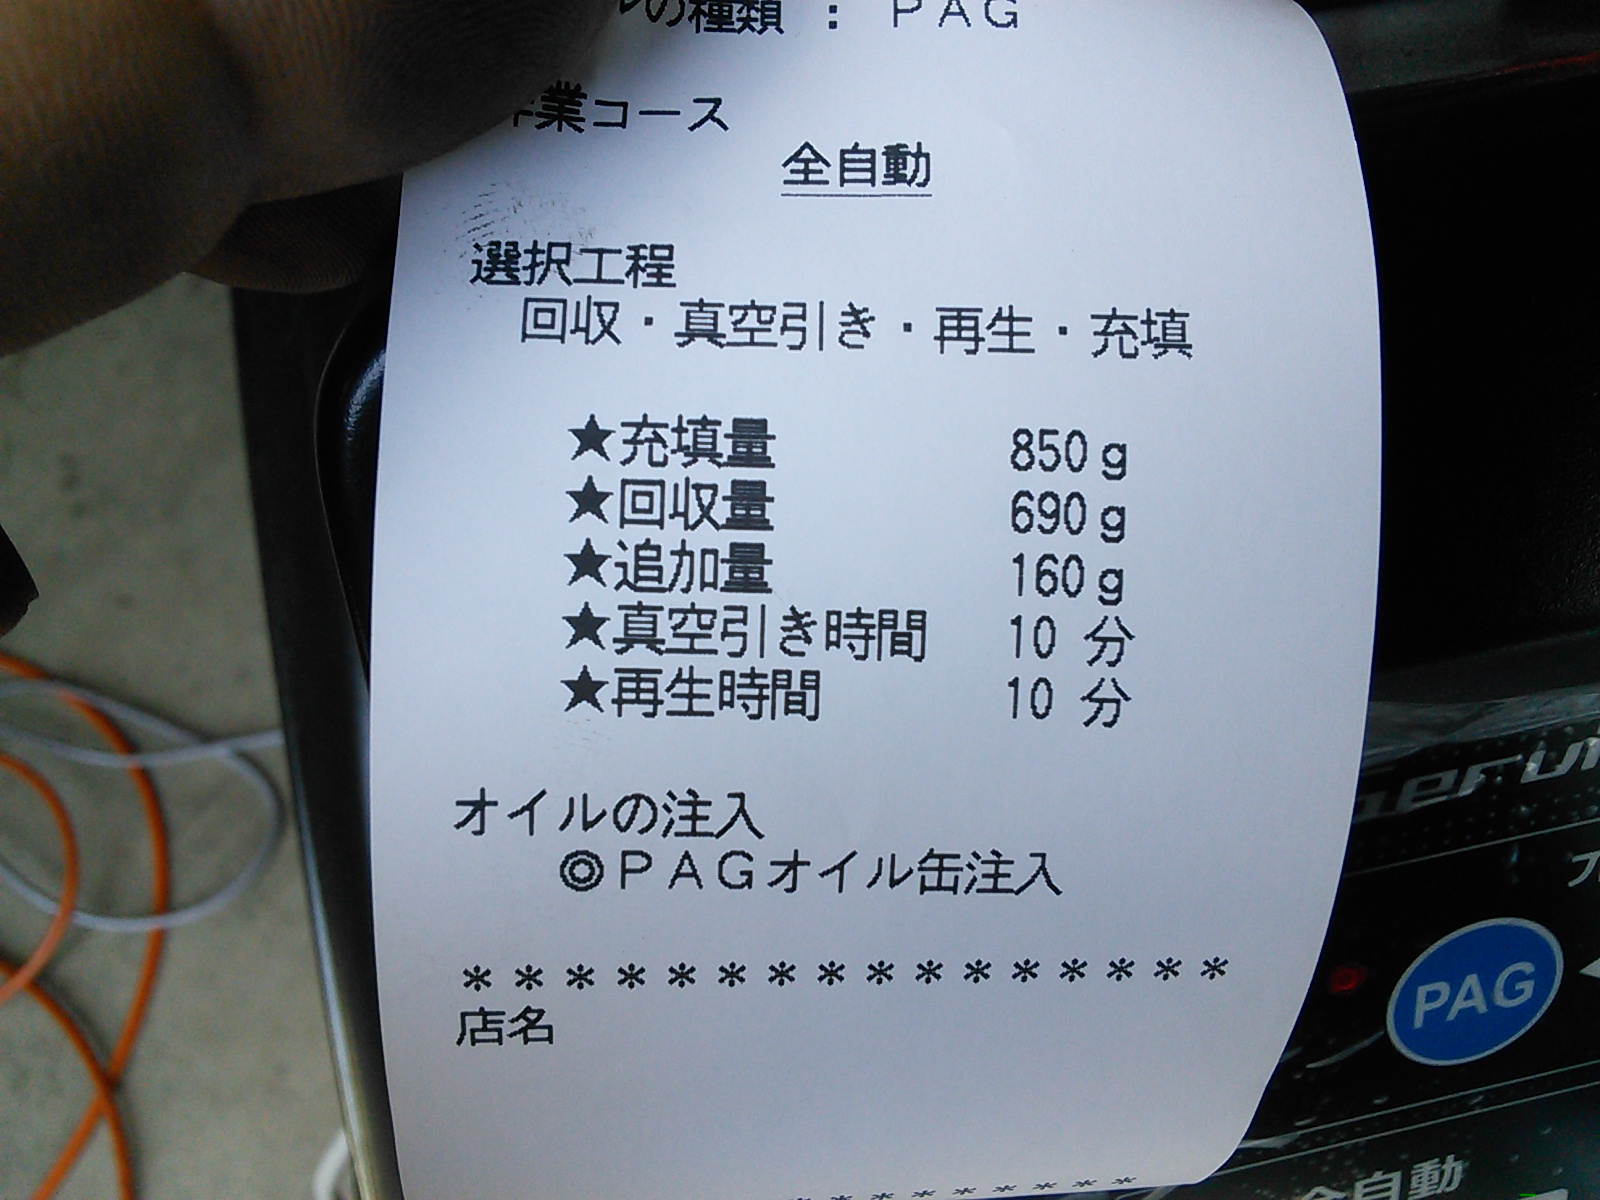 の種類 : PAG
作業コース
全自動
選択工程
回収・真空引き・再生・充填
★充填量 850g
★回収量 690g
★追加量 160g
★真空引き時間 10 分
★再生時間 10 分
オイルの注入
◎PAGオイル缶注入
****************
店名
PAG
全自動